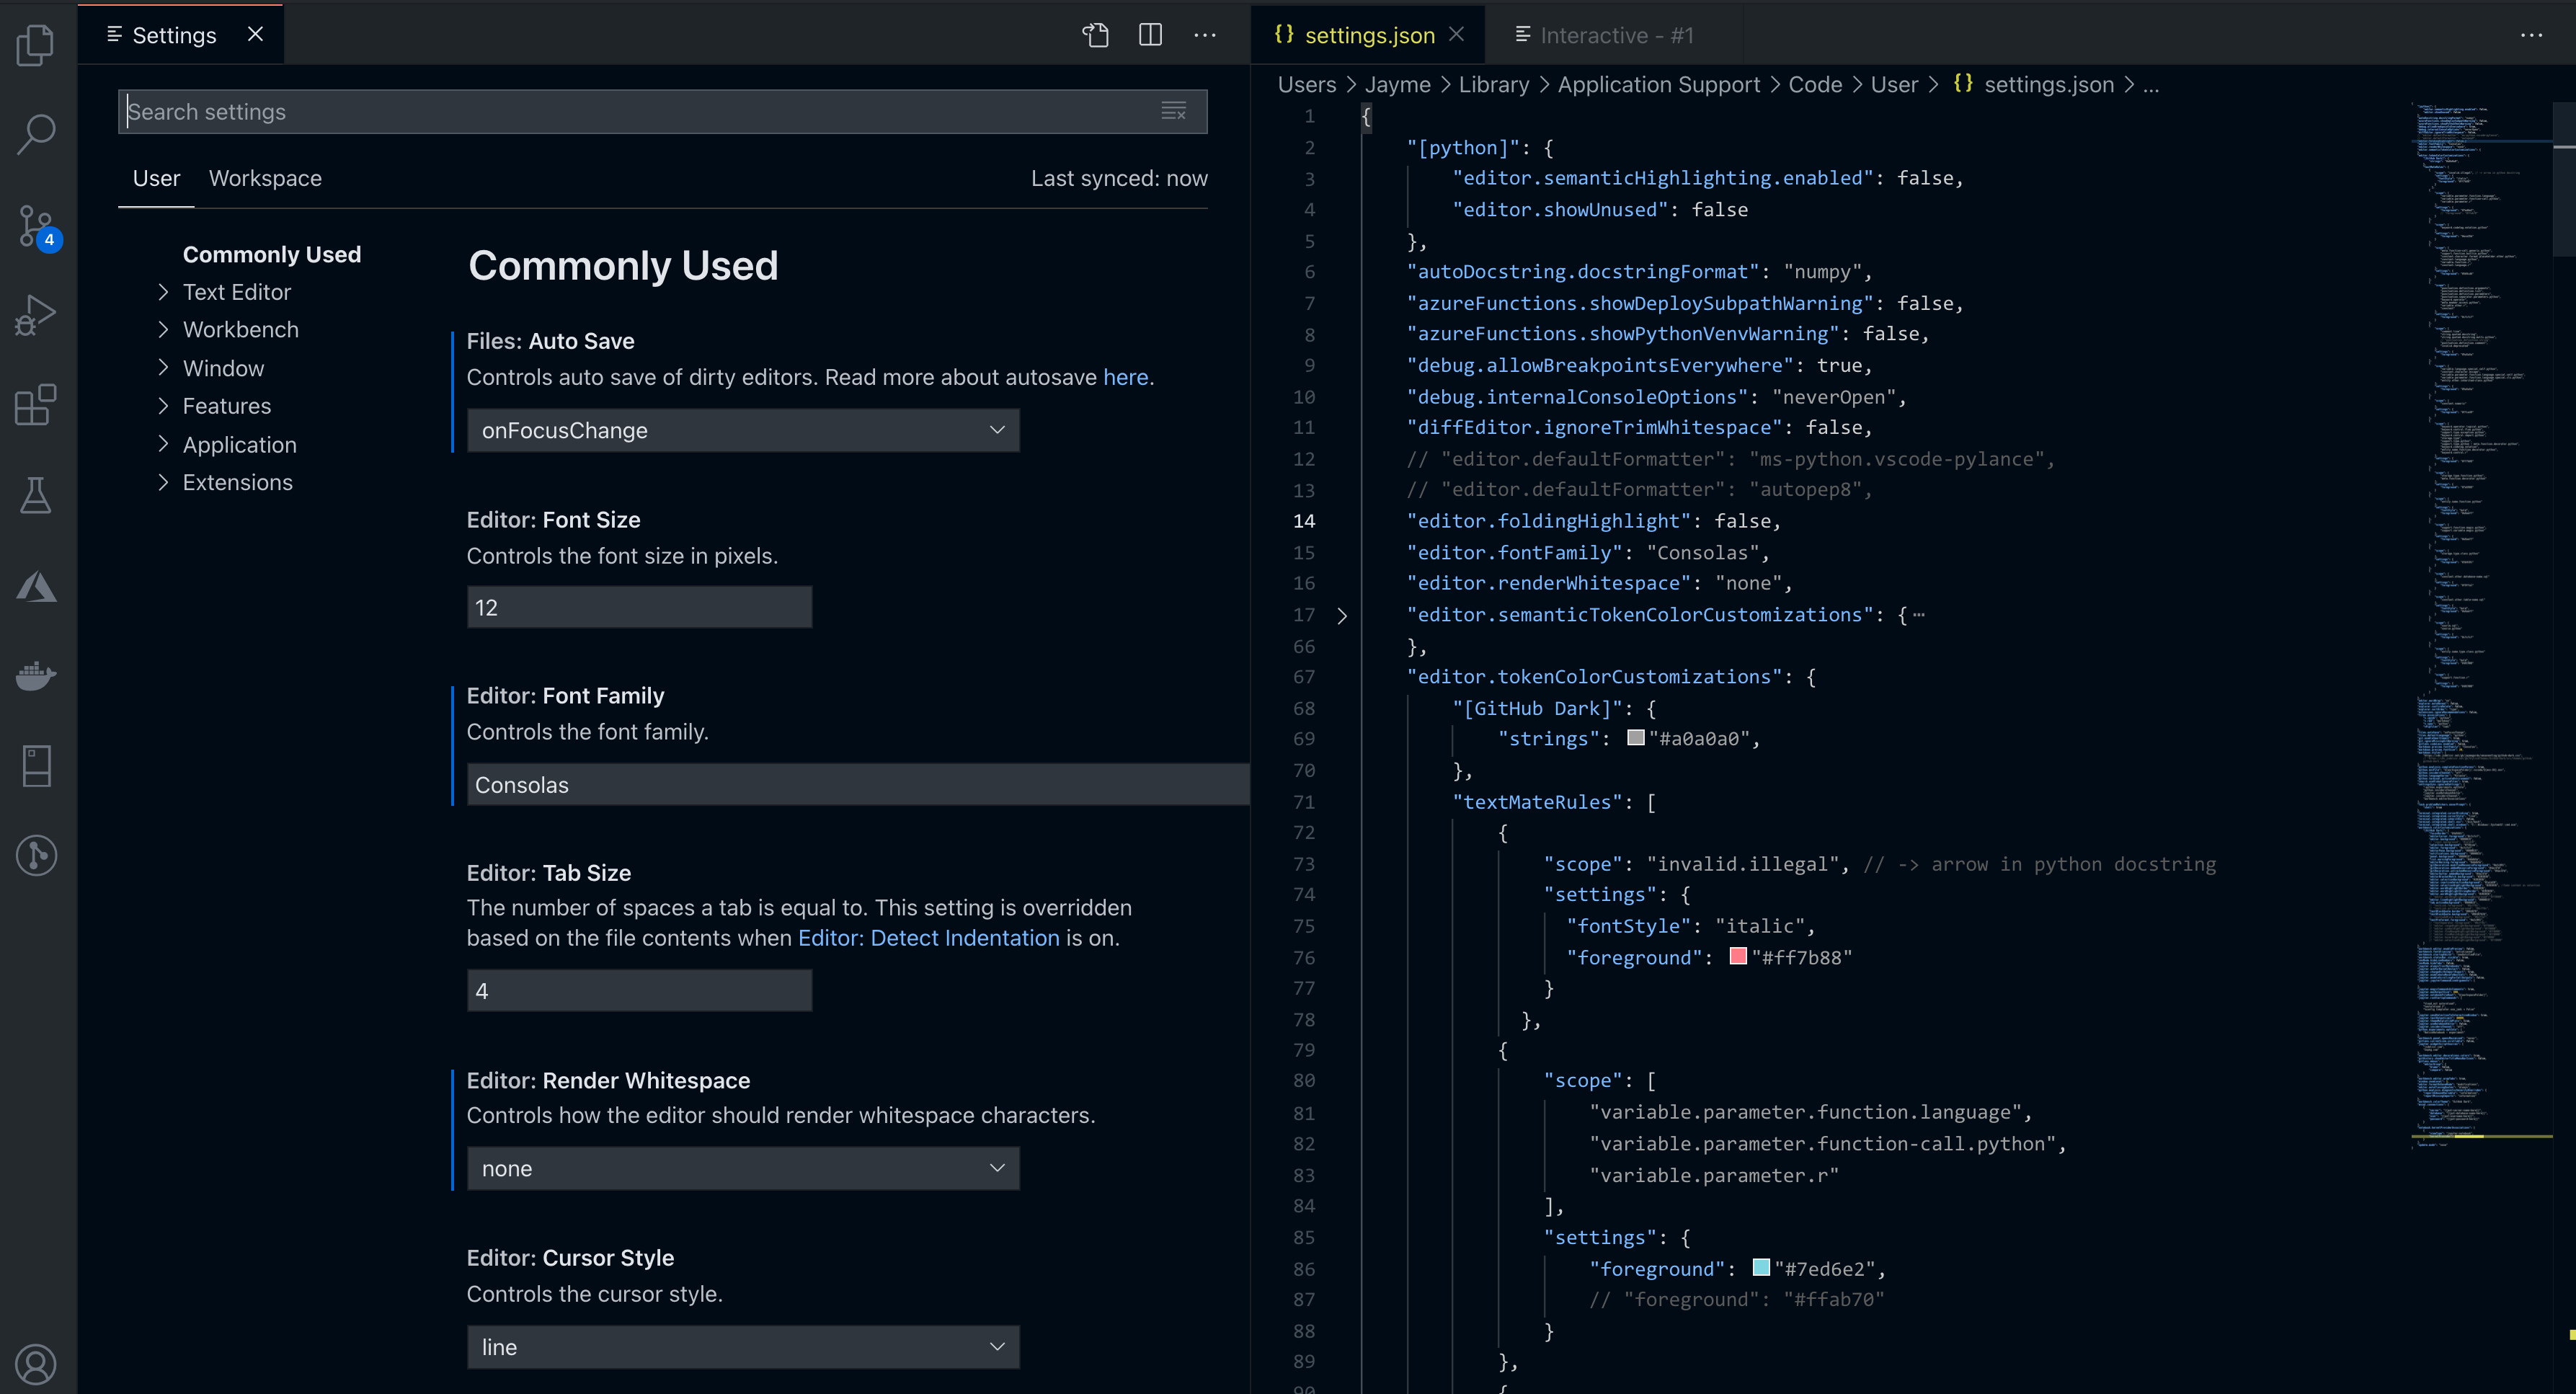 Settings
Search settings
User Workspace Last synced: now
Commonly Used
Text Editor
Workbench
Window
Features
Application
Extensions
4
Commonly Used
Files: Auto Save
Controls auto save of dirty editors. Read more about autosave here.
onFocusChange
Editor: Font Size
Controls the font size in pixels.
12
Editor: Font Family
Controls the font family.
Consolas
Editor: Tab Size
The number of spaces a tab is equal to. This setting is overridden
based on the file contents when Editor: Detect Indentation is on.
4
Editor: Render Whitespace
Controls how the editor should render whitespace characters.
none
Editor: Cursor Style
Controls the cursor style.
line
{} settings.json Interactive - #1
Users > Jayme > Library > Application Support > Code > User > {} settings.json > ...
1 {
2 "[python]": {
3 "editor.semanticHighlighting.enabled": false,
4 "editor.showUnused": false
5 },
6 "autoDocstring.docstringFormat": "numpy",
7 "azureFunctions.showDeploySubpathWarning": false,
8 "azureFunctions.showPythonVenvWarning": false,
9 "debug.allowBreakpointsEverywhere": true,
10 "debug.internalConsoleOptions": "neverOpen",
11 "diffEditor.ignoreTrimWhitespace": false,
12 // "editor.defaultFormatter": "ms-python.vscode-pylance",
13 // "editor.defaultFormatter": "autopep8",
14 "editor.foldingHighlight": false,
15 "editor.fontFamily": "Consolas",
16 "editor.renderWhitespace": "none",
17 "editor.semanticTokenColorCustomizations": {…
66 },
67 "editor.tokenColorCustomizations": {
68 "[GitHub Dark]": {
69 "strings": "#a0a0a0",
70 },
71 "textMateRules": [
72 {
73 "scope": "invalid.illegal", // -> arrow in python docstring
74 "settings": {
75 "fontStyle": "italic",
76 "foreground": "#ff7b88"
77 }
78 },
79 {
80 "scope": [
81 "variable.parameter.function.language",
82 "variable.parameter.function-call.python",
83 "variable.parameter.r"
84 ],
85 "settings": {
86 "foreground": "#7ed6e2",
87 // "foreground": "#ffab70"
88 }
89 },
90 {